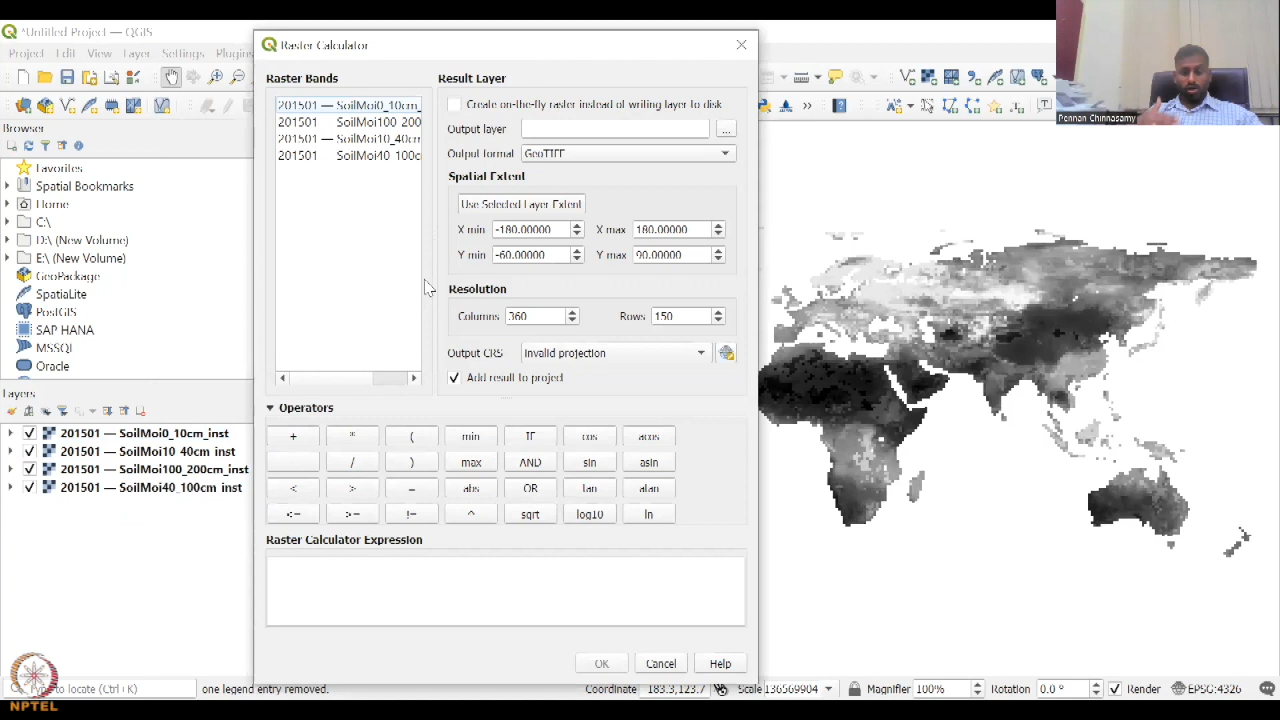 *Untitled Project — QGIS
Project Edit View Layer Settings Plugins
Raster Calculator
Raster Bands
Result Layer
201501 — SoilMoi0_10cm_
201501 SoilMoi100 200
201501 — SoilMoi10_40cm
201501 SoilMoi40 100c
Create on-the-fly raster instead of writing layer to disk
Output layer
...
Output format GeoTIFF
Spatial Extent
Use Selected Layer Extent
X min -180.00000 X max 180.00000
Y min -60.00000 Y max 90.00000
Resolution
Columns 360 Rows 150
Output CRS Invalid projection
Add result to project
Operators
+ * ( min IF cos acos
/ ) max AND sin asin
< > = abs OR tan atan
<= >= != ^ sqrt log10 ln
Raster Calculator Expression
OK Cancel Help
Browser
Favorites
Spatial Bookmarks
Home
C:\
D:\ (New Volume)
E:\ (New Volume)
GeoPackage
SpatiaLite
PostGIS
SAP HANA
MSSQL
Oracle
Layers
201501 — SoilMoi0_10cm_inst
201501 — SoilMoi10_40cm_inst
201501 — SoilMoi100_200cm_inst
201501 — SoilMoi40_100cm_inst
Pennan Chinnasamy
to locate (Ctrl+K) one legend entry removed. Coordinate 183.3,123.7 Scale 136569904 Magnifier 100% Rotation 0.0 ° Render EPSG:4326
NPTEL